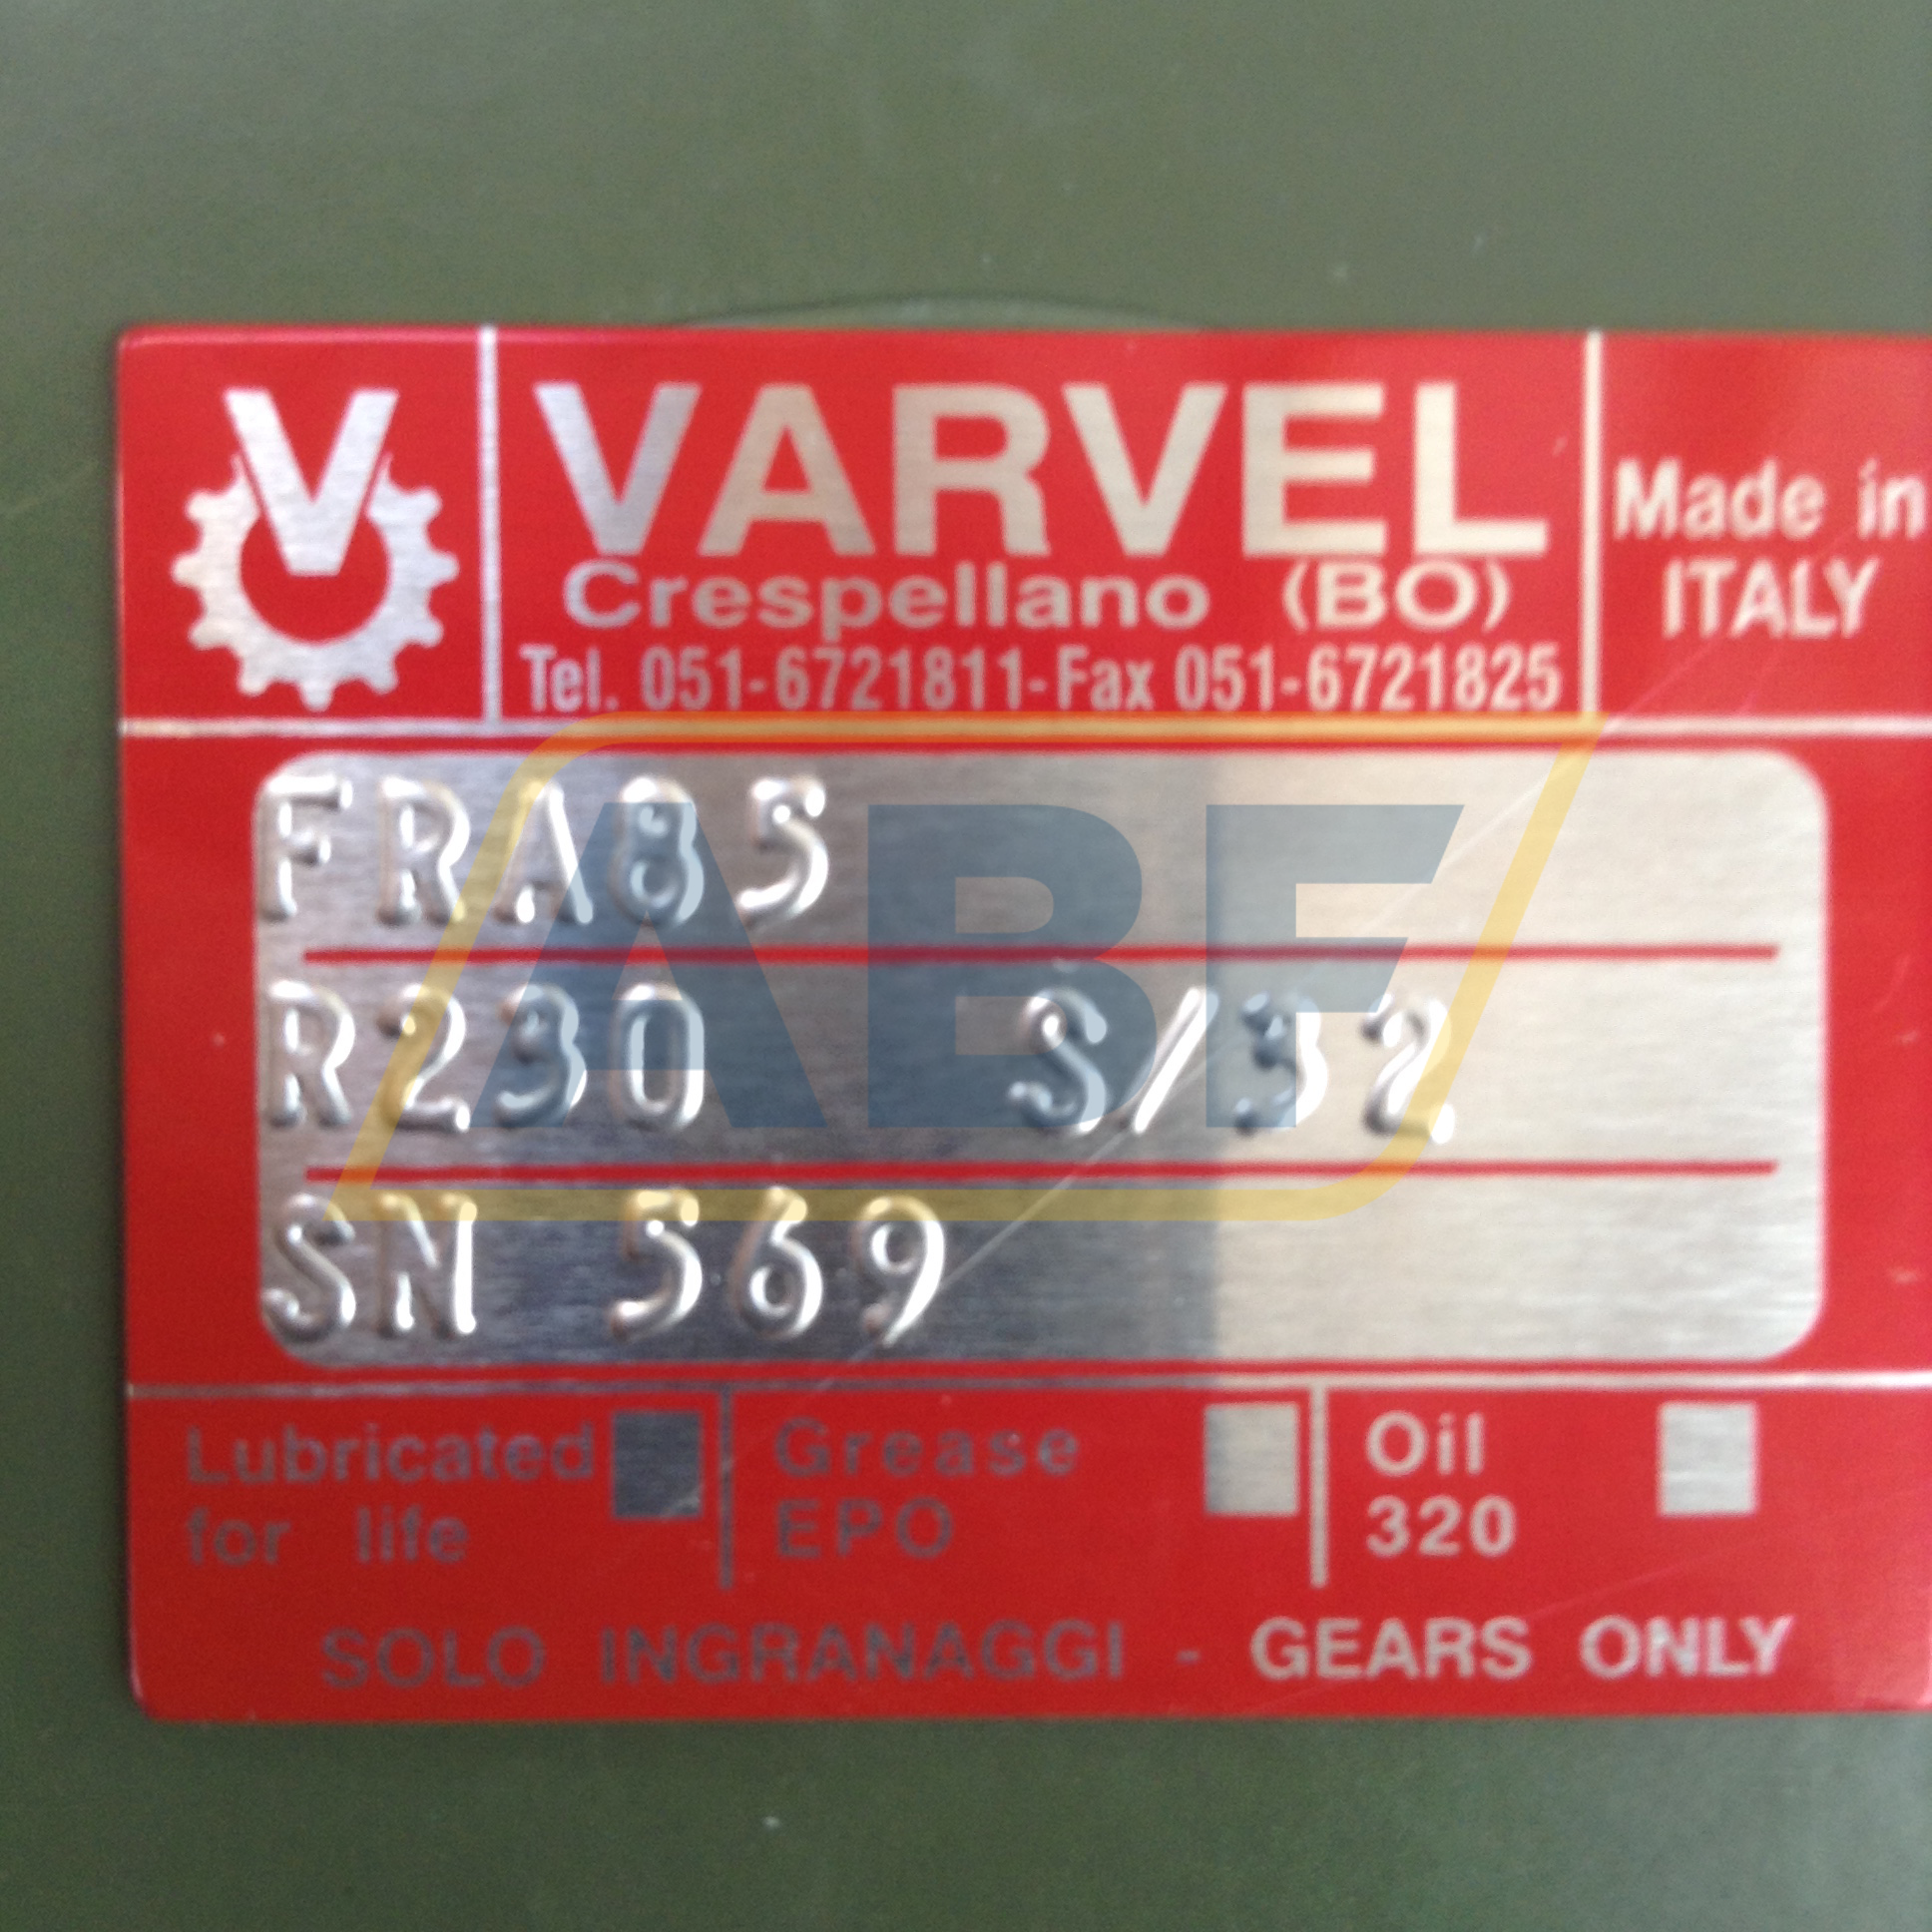 V
VARVEL
Crespellano (BO)
Tel. 051-6721811-Fax 051-6721825
Made in
ITALY
FRA85
R230 S/32
SN 569
ABF
Lubricated
for life
Grease
EPO
Oil
320
SOLO INGRANAGGI - GEARS ONLY